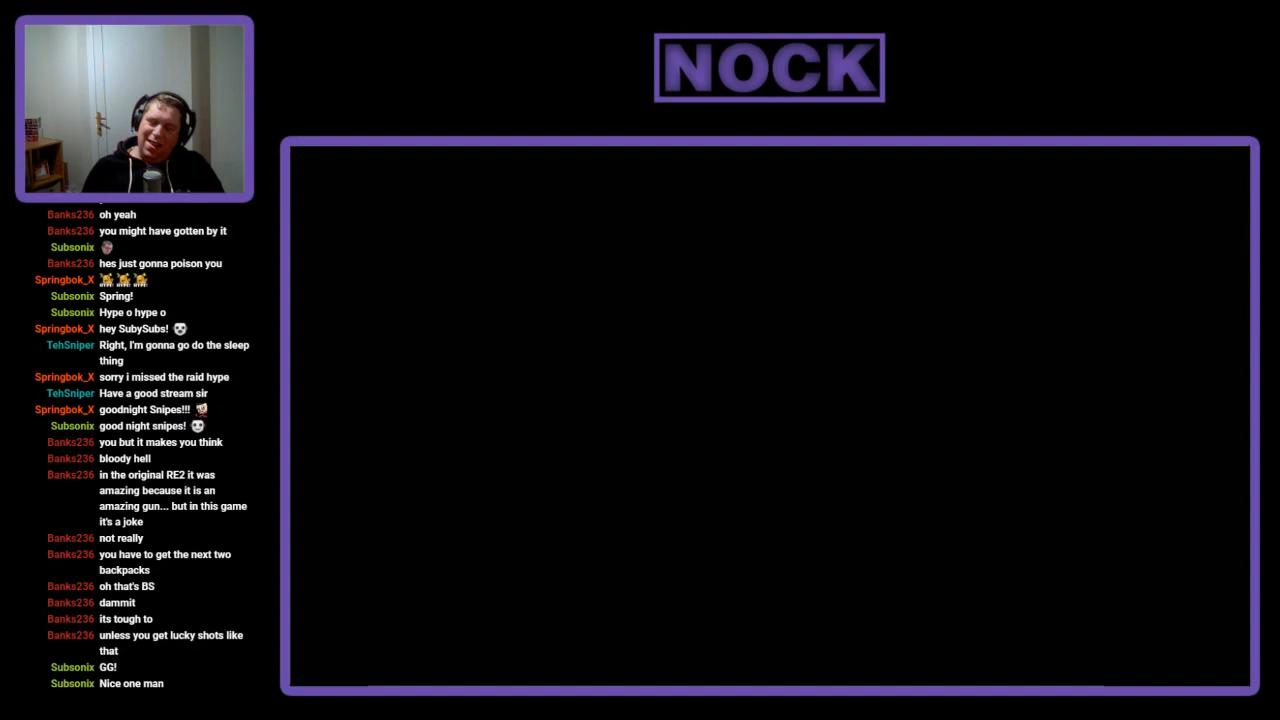 NOCK
Banks236 oh yeah
Banks236 you might have gotten by it
Subsonix
Banks236 hes just gonna poison you
Springbok_X
Subsonix Spring!
Subsonix Hype o hype o
Springbok_X hey SubySubs!
TehSniper Right, I'm gonna go do the sleep
thing
Springbok_X sorry i missed the raid hype
TehSniper Have a good stream sir
Springbok_X goodnight Snipes!!!
Subsonix good night snipes!
Banks236 you but it makes you think
Banks236 bloody hell
Banks236 in the original RE2 it was
amazing because it is an
amazing gun... but in this game
it's a joke
Banks236 not really
Banks236 you have to get the next two
backpacks
Banks236 oh that's BS
Banks236 dammit
Banks236 its tough to
Banks236 unless you get lucky shots like
that
Subsonix GG!
Subsonix Nice one man